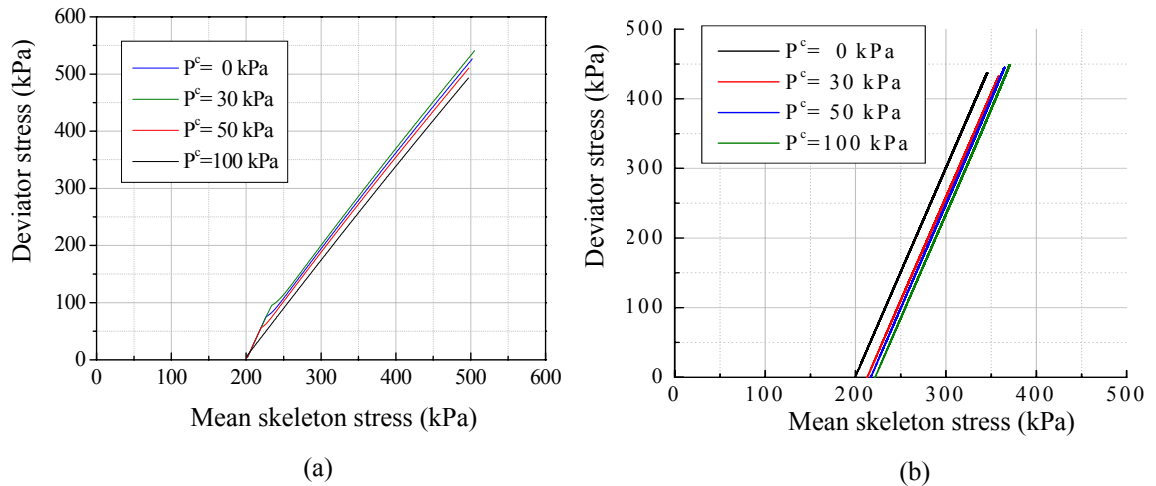 600
500
400
300
200
100
0
Deviator stress (kPa)
P^c= 0 kPa
P^c= 30 kPa
P^c= 50 kPa
P^c=100 kPa
0 100 200 300 400 500 600
Mean skeleton stress (kPa)
(a)
500
400
300
200
100
0
Deviator stress (kPa)
P^c= 0 kPa
P^c= 30 kPa
P^c= 50 kPa
P^c=100 kPa
0 100 200 300 400 500
Mean skeleton stress (kPa)
(b)